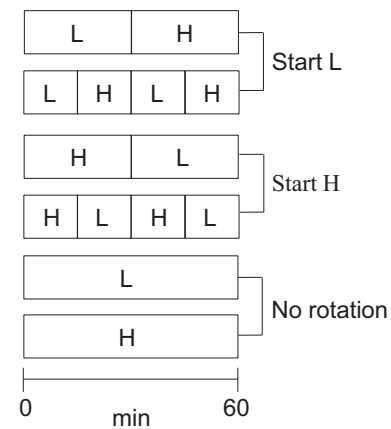 L H
Start L
L H L H
H L
Start H
H L H L
L
No rotation
H
0 60
min